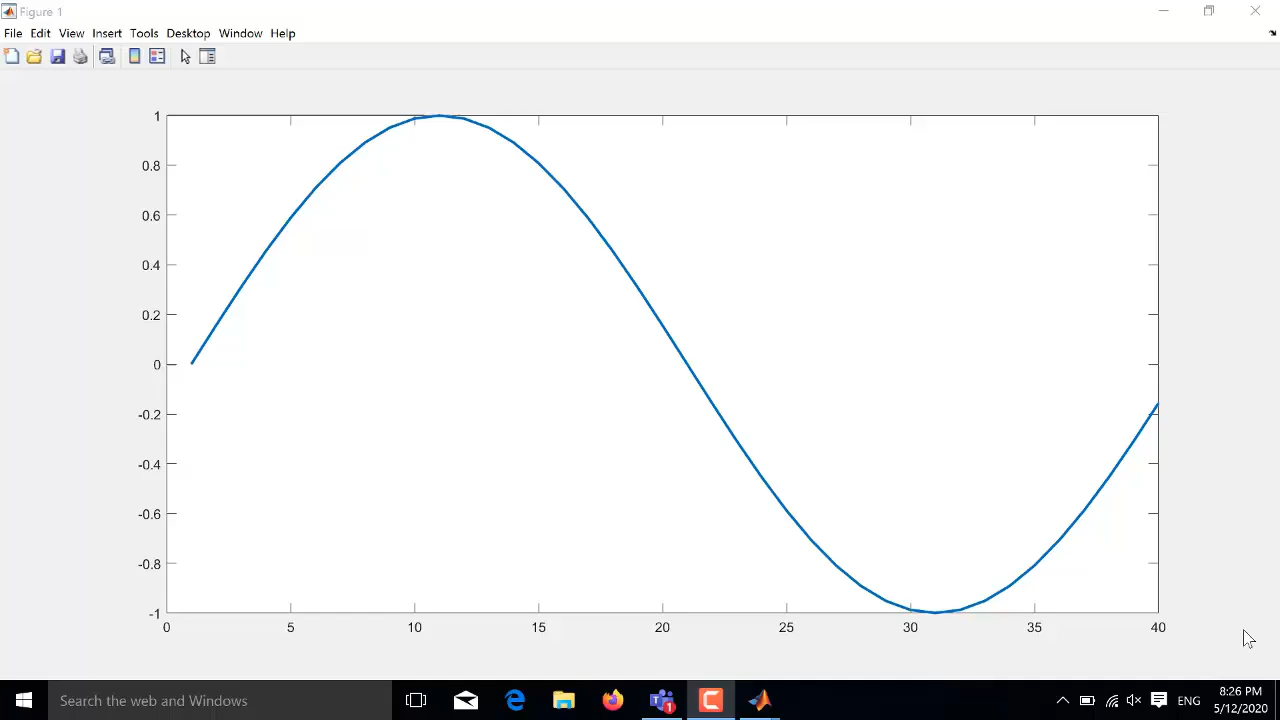 Figure 1
File Edit View Insert Tools Desktop Window Help
1
0.8
0.6
0.4
0.2
0
-0.2
-0.4
-0.6
-0.8
-1
0 5 10 15 20 25 30 35 40
Search the web and Windows
1
ENG
8:26 PM
5/12/2020